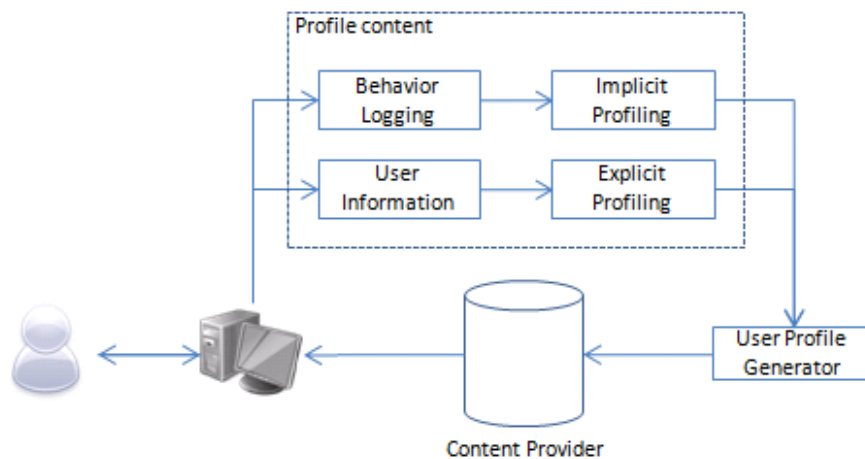 Profile content
Behavior
Logging
Implicit
Profiling
User
Information
Explicit
Profiling
User Profile
Generator
Content Provider